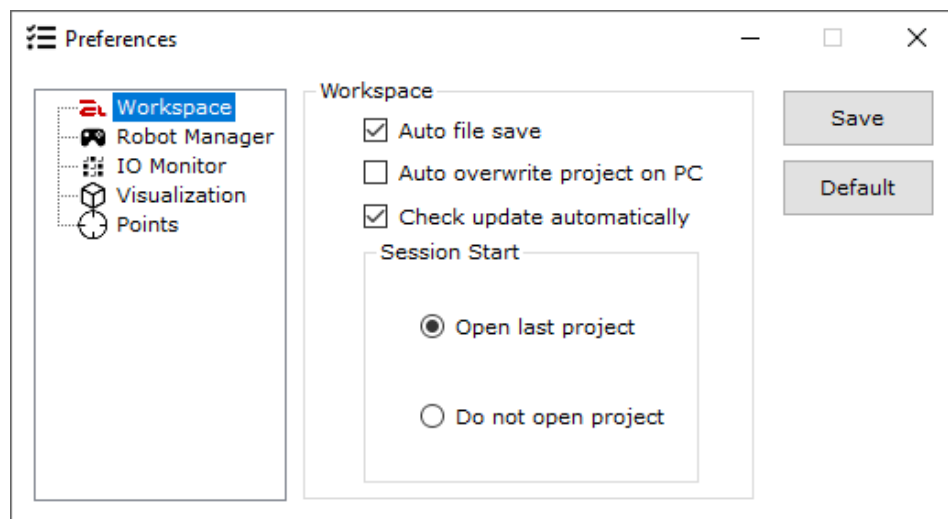 Preferences
Workspace
Robot Manager
IO Monitor
Visualization
Points
Workspace
Auto file save
Auto overwrite project on PC
Check update automatically
Session Start
Open last project
Do not open project
Save
Default